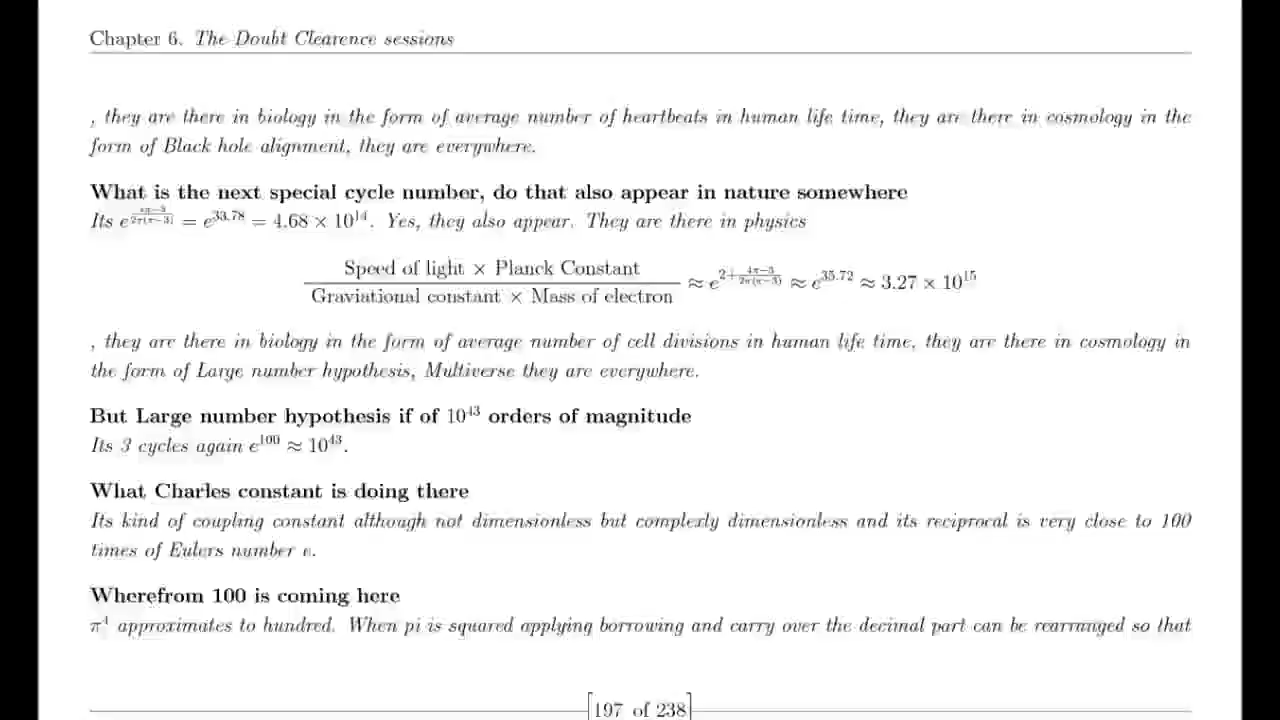 Chapter 6. The Doubt Clearence sessions
, they are there in biology in the form of average number of heartbeats in human life time, they are there in cosmology in the
form of Black hole alignment, they are everywhere.
What is the next special cycle number, do that also appear in nature somewhere
Its e^{\frac{π−3}{2π(π−3)}} = e^{33.78} = 4.68 × 10^{14}. Yes, they also appear. They are there in physics
\frac{Speed of light × Planck Constant}{Graviational constant × Mass of electron} ≈ e^{2+\frac{4π−3}{2π(π−3)}} ≈ e^{35.72} ≈ 3.27 × 10^{15}
, they are there in biology in the form of average number of cell divisions in human life time, they are there in cosmology in
the form of Large number hypothesis, Multiverse they are everywhere.
But Large number hypothesis if of 10^{43} orders of magnitude
Its 3 cycles again e^{100} ≈ 10^{43}.
What Charles constant is doing there
Its kind of coupling constant although not dimensionless but complexly dimensionless and its reciprocal is very close to 100
times of Eulers number e.
Wherefrom 100 is coming here
π^4 approximates to hundred. When pi is squared applying borrowing and carry over the decimal part can be rearranged so that
[197 of 238]